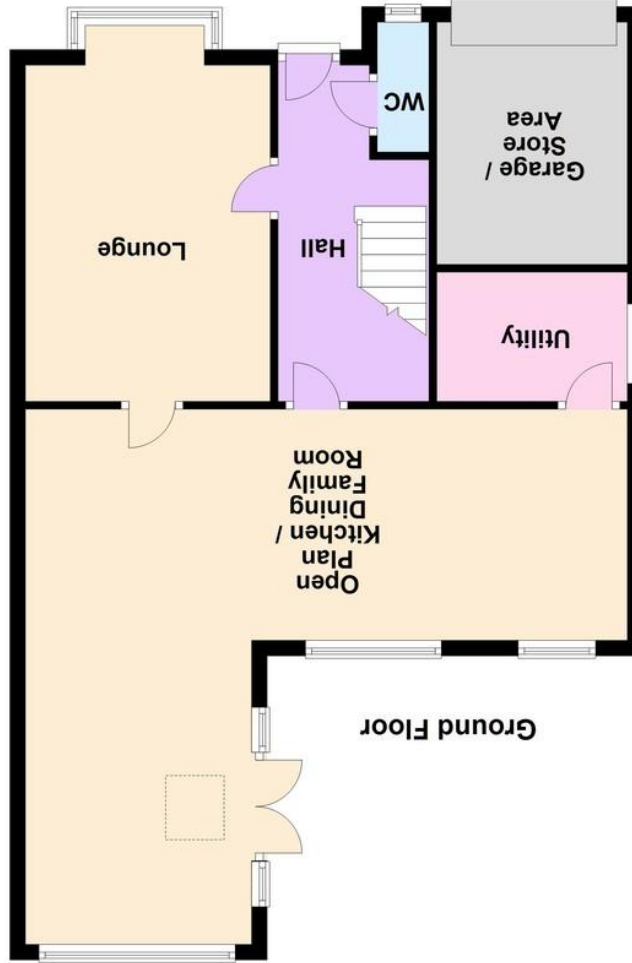 Ground Floor
Open
Plan
Kitchen /
Dining
Family
Room
Utility
Hall
Lounge
Garage /
Store
Area
WC